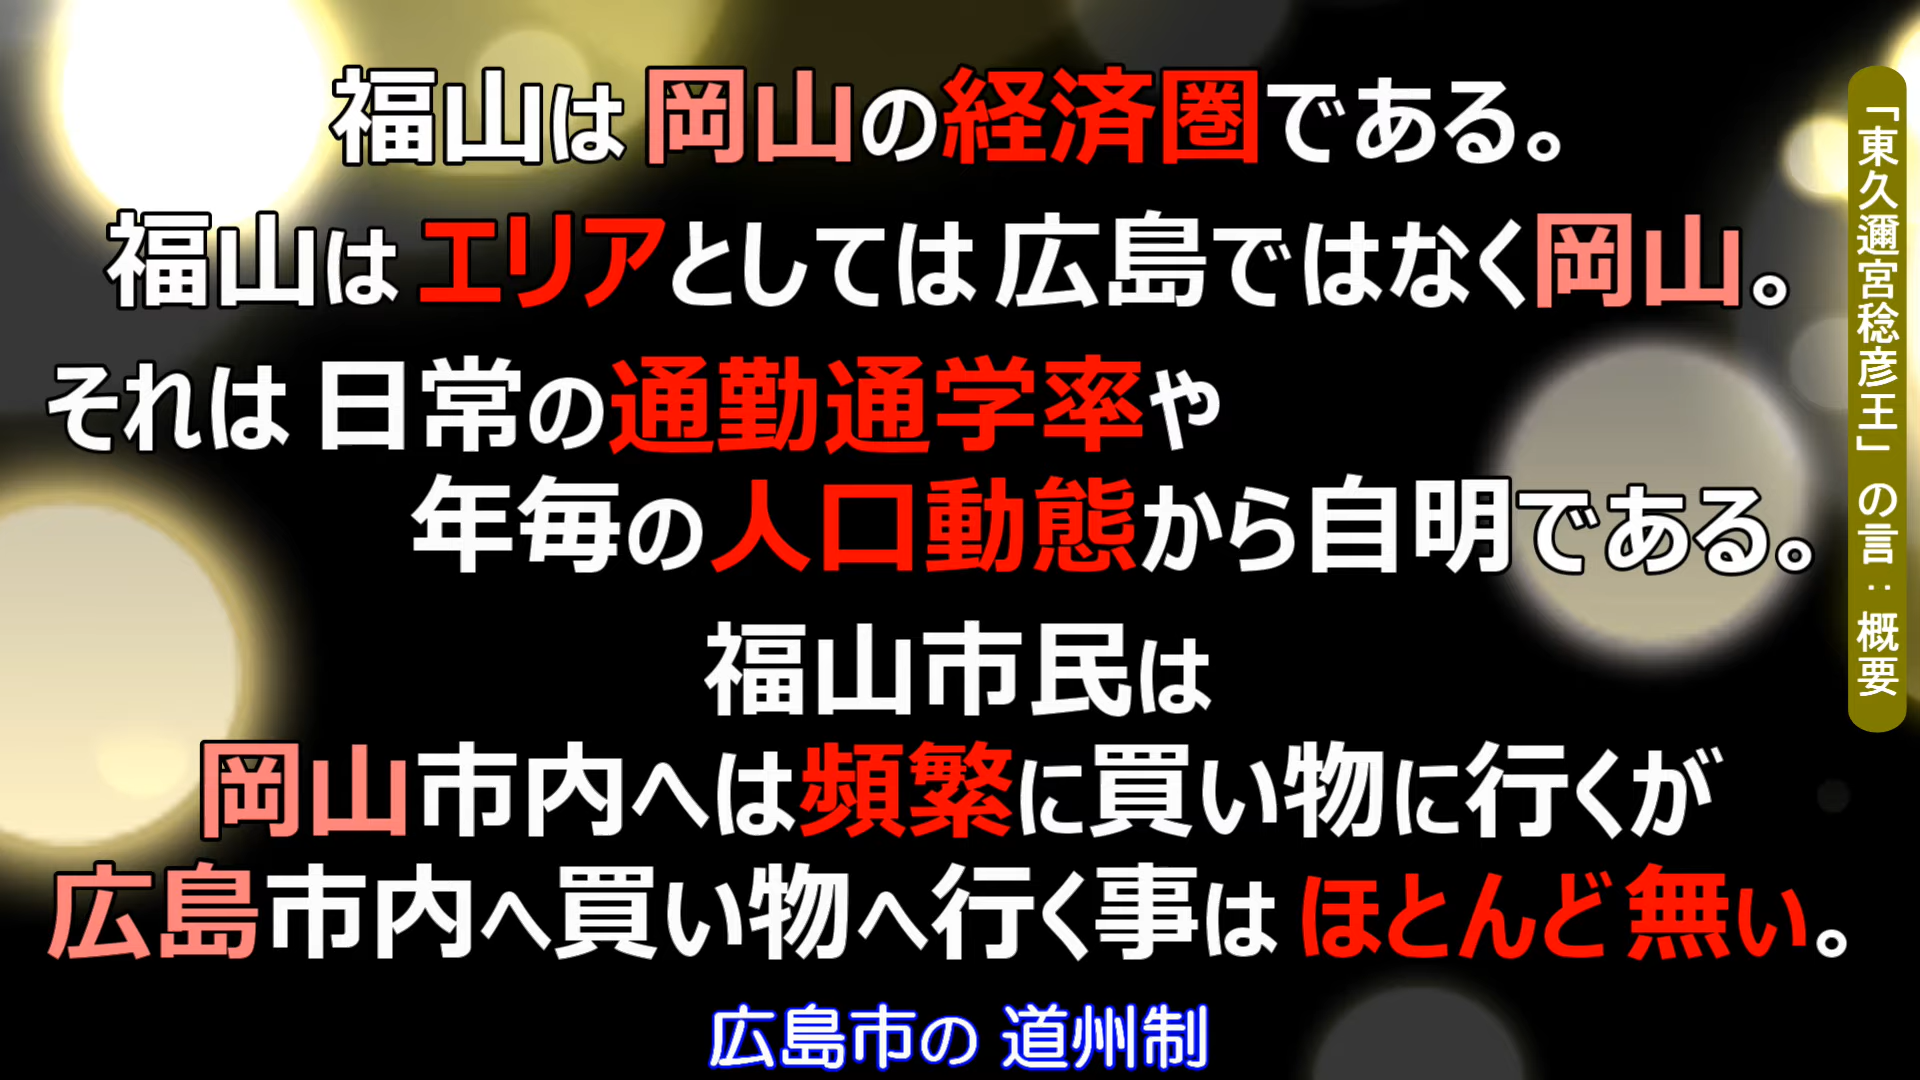 福山は 岡山の経済圏である。
福山は エリアとしては 広島ではなく岡山。
それは 日常の通勤通学率や
年毎の人口動態から自明である。
福山市民は
岡山市内へは頻繁に買い物に行くが
広島市内へ買い物へ行く事は ほとんど無い。
広島市の 道州制
「東久邇宮稔彦王」の言：概要